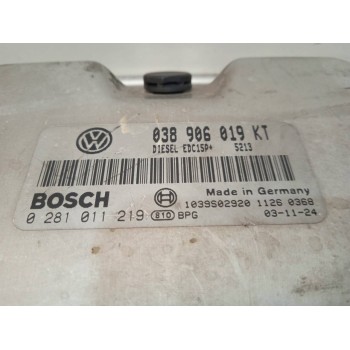 038 906 019 KT
DIESEL EDC15P+ 5213
BOSCH
Made in Germany
1039S02920 1126 0368
0 281 011 219 610 BPG 03-11-24